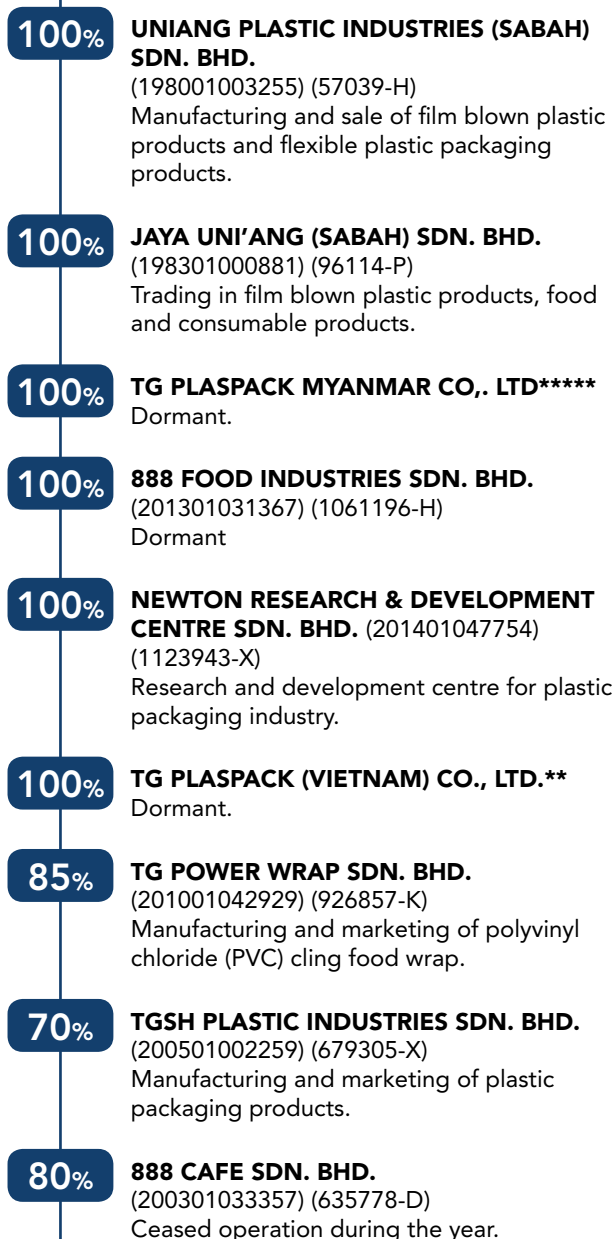 100%
UNIANG PLASTIC INDUSTRIES (SABAH)
SDN. BHD.
(198001003255) (57039-H)
Manufacturing and sale of film blown plastic
products and flexible plastic packaging
products.
100%
JAYA UNI’ANG (SABAH) SDN. BHD.
(198301000881) (96114-P)
Trading in film blown plastic products, food
and consumable products.
100%
TG PLASPACK MYANMAR CO,. LTD*****
Dormant.
100%
888 FOOD INDUSTRIES SDN. BHD.
(201301031367) (1061196-H)
Dormant
100%
NEWTON RESEARCH & DEVELOPMENT
CENTRE SDN. BHD. (201401047754)
(1123943-X)
Research and development centre for plastic
packaging industry.
100%
TG PLASPACK (VIETNAM) CO., LTD.**
Dormant.
85%
TG POWER WRAP SDN. BHD.
(201001042929) (926857-K)
Manufacturing and marketing of polyvinyl
chloride (PVC) cling food wrap.
70%
TGSH PLASTIC INDUSTRIES SDN. BHD.
(200501002259) (679305-X)
Manufacturing and marketing of plastic
packaging products.
80%
888 CAFE SDN. BHD.
(200301033357) (635778-D)
Ceased operation during the year.